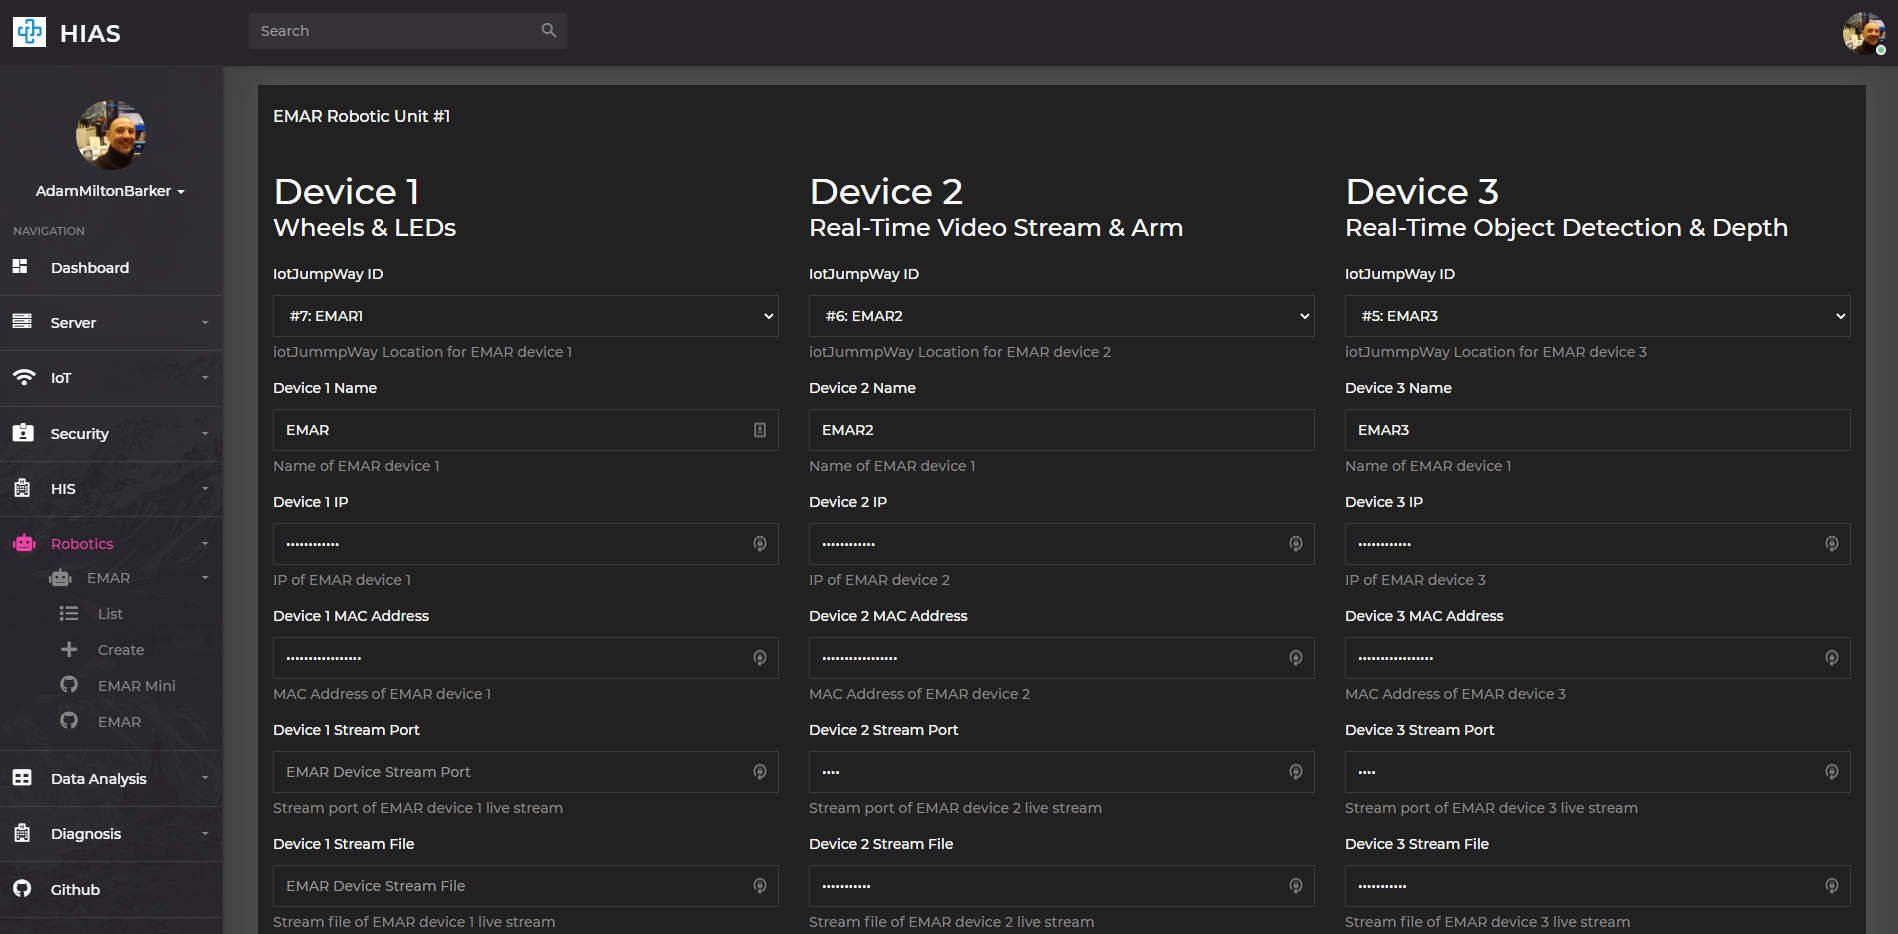 HIAS
Search
AdamMiltonBarker
NAVIGATION
Dashboard
Server
IoT
Security
HIS
Robotics
EMAR
List
Create
EMAR Mini
EMAR
Data Analysis
Diagnosis
Github
EMAR Robotic Unit #1
Device 1
Wheels & LEDs
IotJumpWay ID
#7: EMAR1
iotJummpWay Location for EMAR device 1
Device 1 Name
EMAR
Name of EMAR device 1
Device 1 IP
••••••••••••
IP of EMAR device 1
Device 1 MAC Address
•••••••••••••••••
MAC Address of EMAR device 1
Device 1 Stream Port
EMAR Device Stream Port
Stream port of EMAR device 1 live stream
Device 1 Stream File
EMAR Device Stream File
Stream file of EMAR device 1 live stream
Device 2
Real-Time Video Stream & Arm
IotJumpWay ID
#6: EMAR2
iotJummpWay Location for EMAR device 2
Device 2 Name
EMAR2
Name of EMAR device 1
Device 2 IP
••••••••••••
IP of EMAR device 2
Device 2 MAC Address
•••••••••••••••••
MAC Address of EMAR device 2
Device 2 Stream Port
••••
Stream port of EMAR device 2 live stream
Device 2 Stream File
•••••••••••
Stream file of EMAR device 2 live stream
Device 3
Real-Time Object Detection & Depth
IotJumpWay ID
#5: EMAR3
iotJummpWay Location for EMAR device 3
Device 3 Name
EMAR3
Name of EMAR device 1
Device 3 IP
••••••••••••
IP of EMAR device 3
Device 3 MAC Address
•••••••••••••••••
MAC Address of EMAR device 3
Device 3 Stream Port
••••
Stream port of EMAR device 3 live stream
Device 3 Stream File
•••••••••••
Stream file of EMAR device 3 live stream